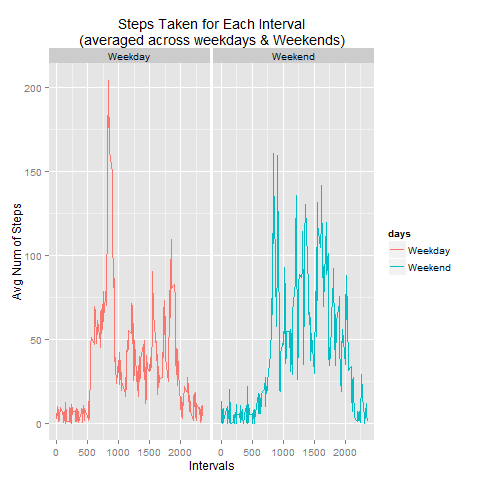 Steps Taken for Each Interval
(averaged across weekdays & Weekends)
Weekday
Weekend
Avg Num of Steps
200
150
100
50
0
0 500 1000 1500 2000
0 500 1000 1500 2000
Intervals
days
Weekday
Weekend